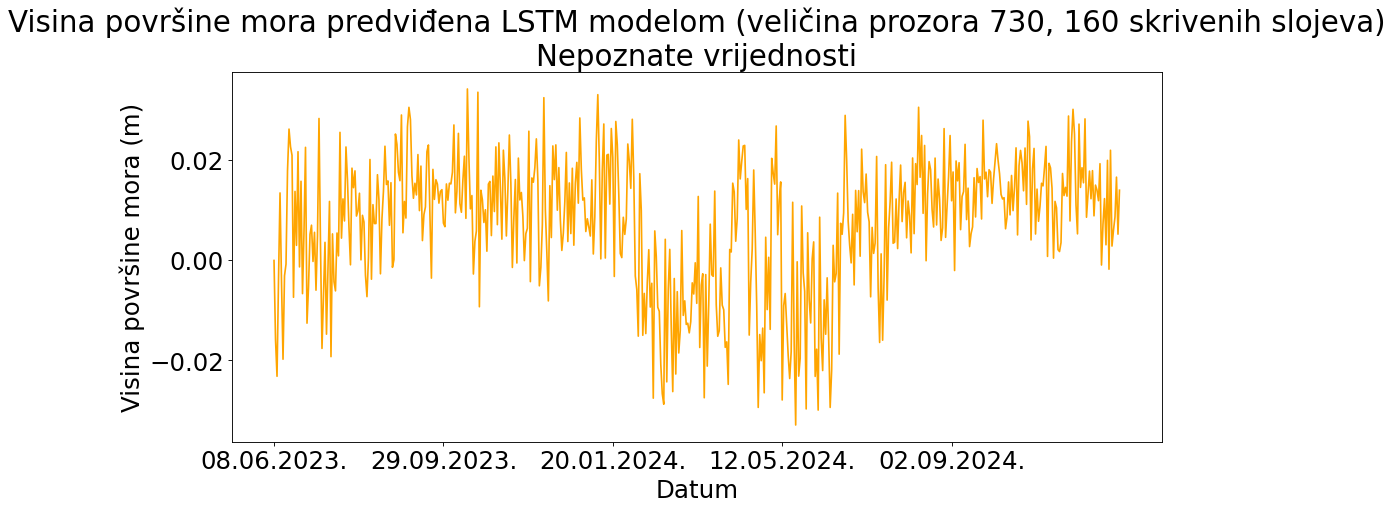 Visina površine mora predviđena LSTM modelom (veličina prozora 730, 160 skrivenih slojeva)
Nepoznate vrijednosti
Visina površine mora (m)
0.02
0.00
−0.02
08.06.2023. 29.09.2023. 20.01.2024. 12.05.2024. 02.09.2024.
Datum